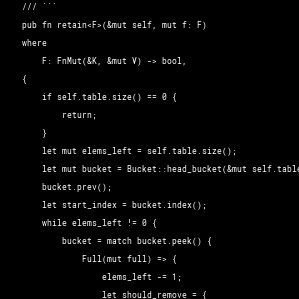 /// ```
pub fn retain<F>(&mut self, mut f: F)
where
F: FnMut(&K, &mut V) -> bool,
{
if self.table.size() == 0 {
return;
}
let mut elems_left = self.table.size();
let mut bucket = Bucket::head_bucket(&mut self.table
bucket.prev();
let start_index = bucket.index();
while elems_left != 0 {
bucket = match bucket.peek() {
Full(mut full) => {
elems_left -= 1;
let should_remove = {